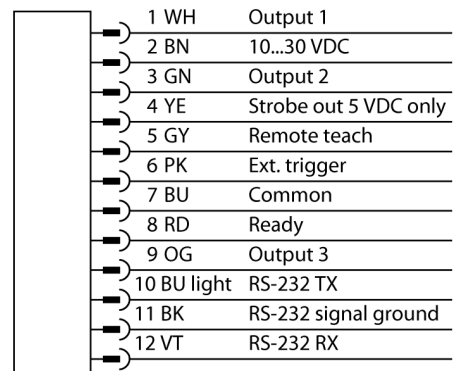 1 WH Output 1
2 BN 10...30 VDC
3 GN Output 2
4 YE Strobe out 5 VDC only
5 GY Remote teach
6 PK Ext. trigger
7 BU Common
8 RD Ready
9 OG Output 3
10 BU light RS-232 TX
11 BK RS-232 signal ground
12 VT RS-232 RX